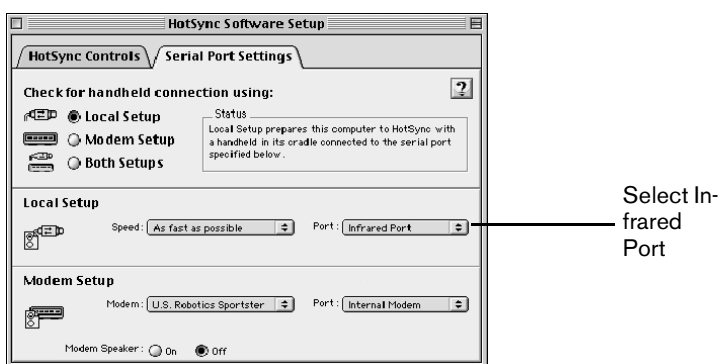 HotSync Software Setup
HotSync Controls
Serial Port Settings
Check for handheld connection using:
?
Local Setup
Modem Setup
Both Setups
Status
Local Setup prepares this computer to HotSync with
a handheld in its cradle connected to the serial port
specified below.
Local Setup
Speed: As fast as possible
Port: Infrared Port
Select In-
frared
Port
Modem Setup
Modem: U.S. Robotics Sportster
Port: Internal Modem
Modem Speaker: On Off